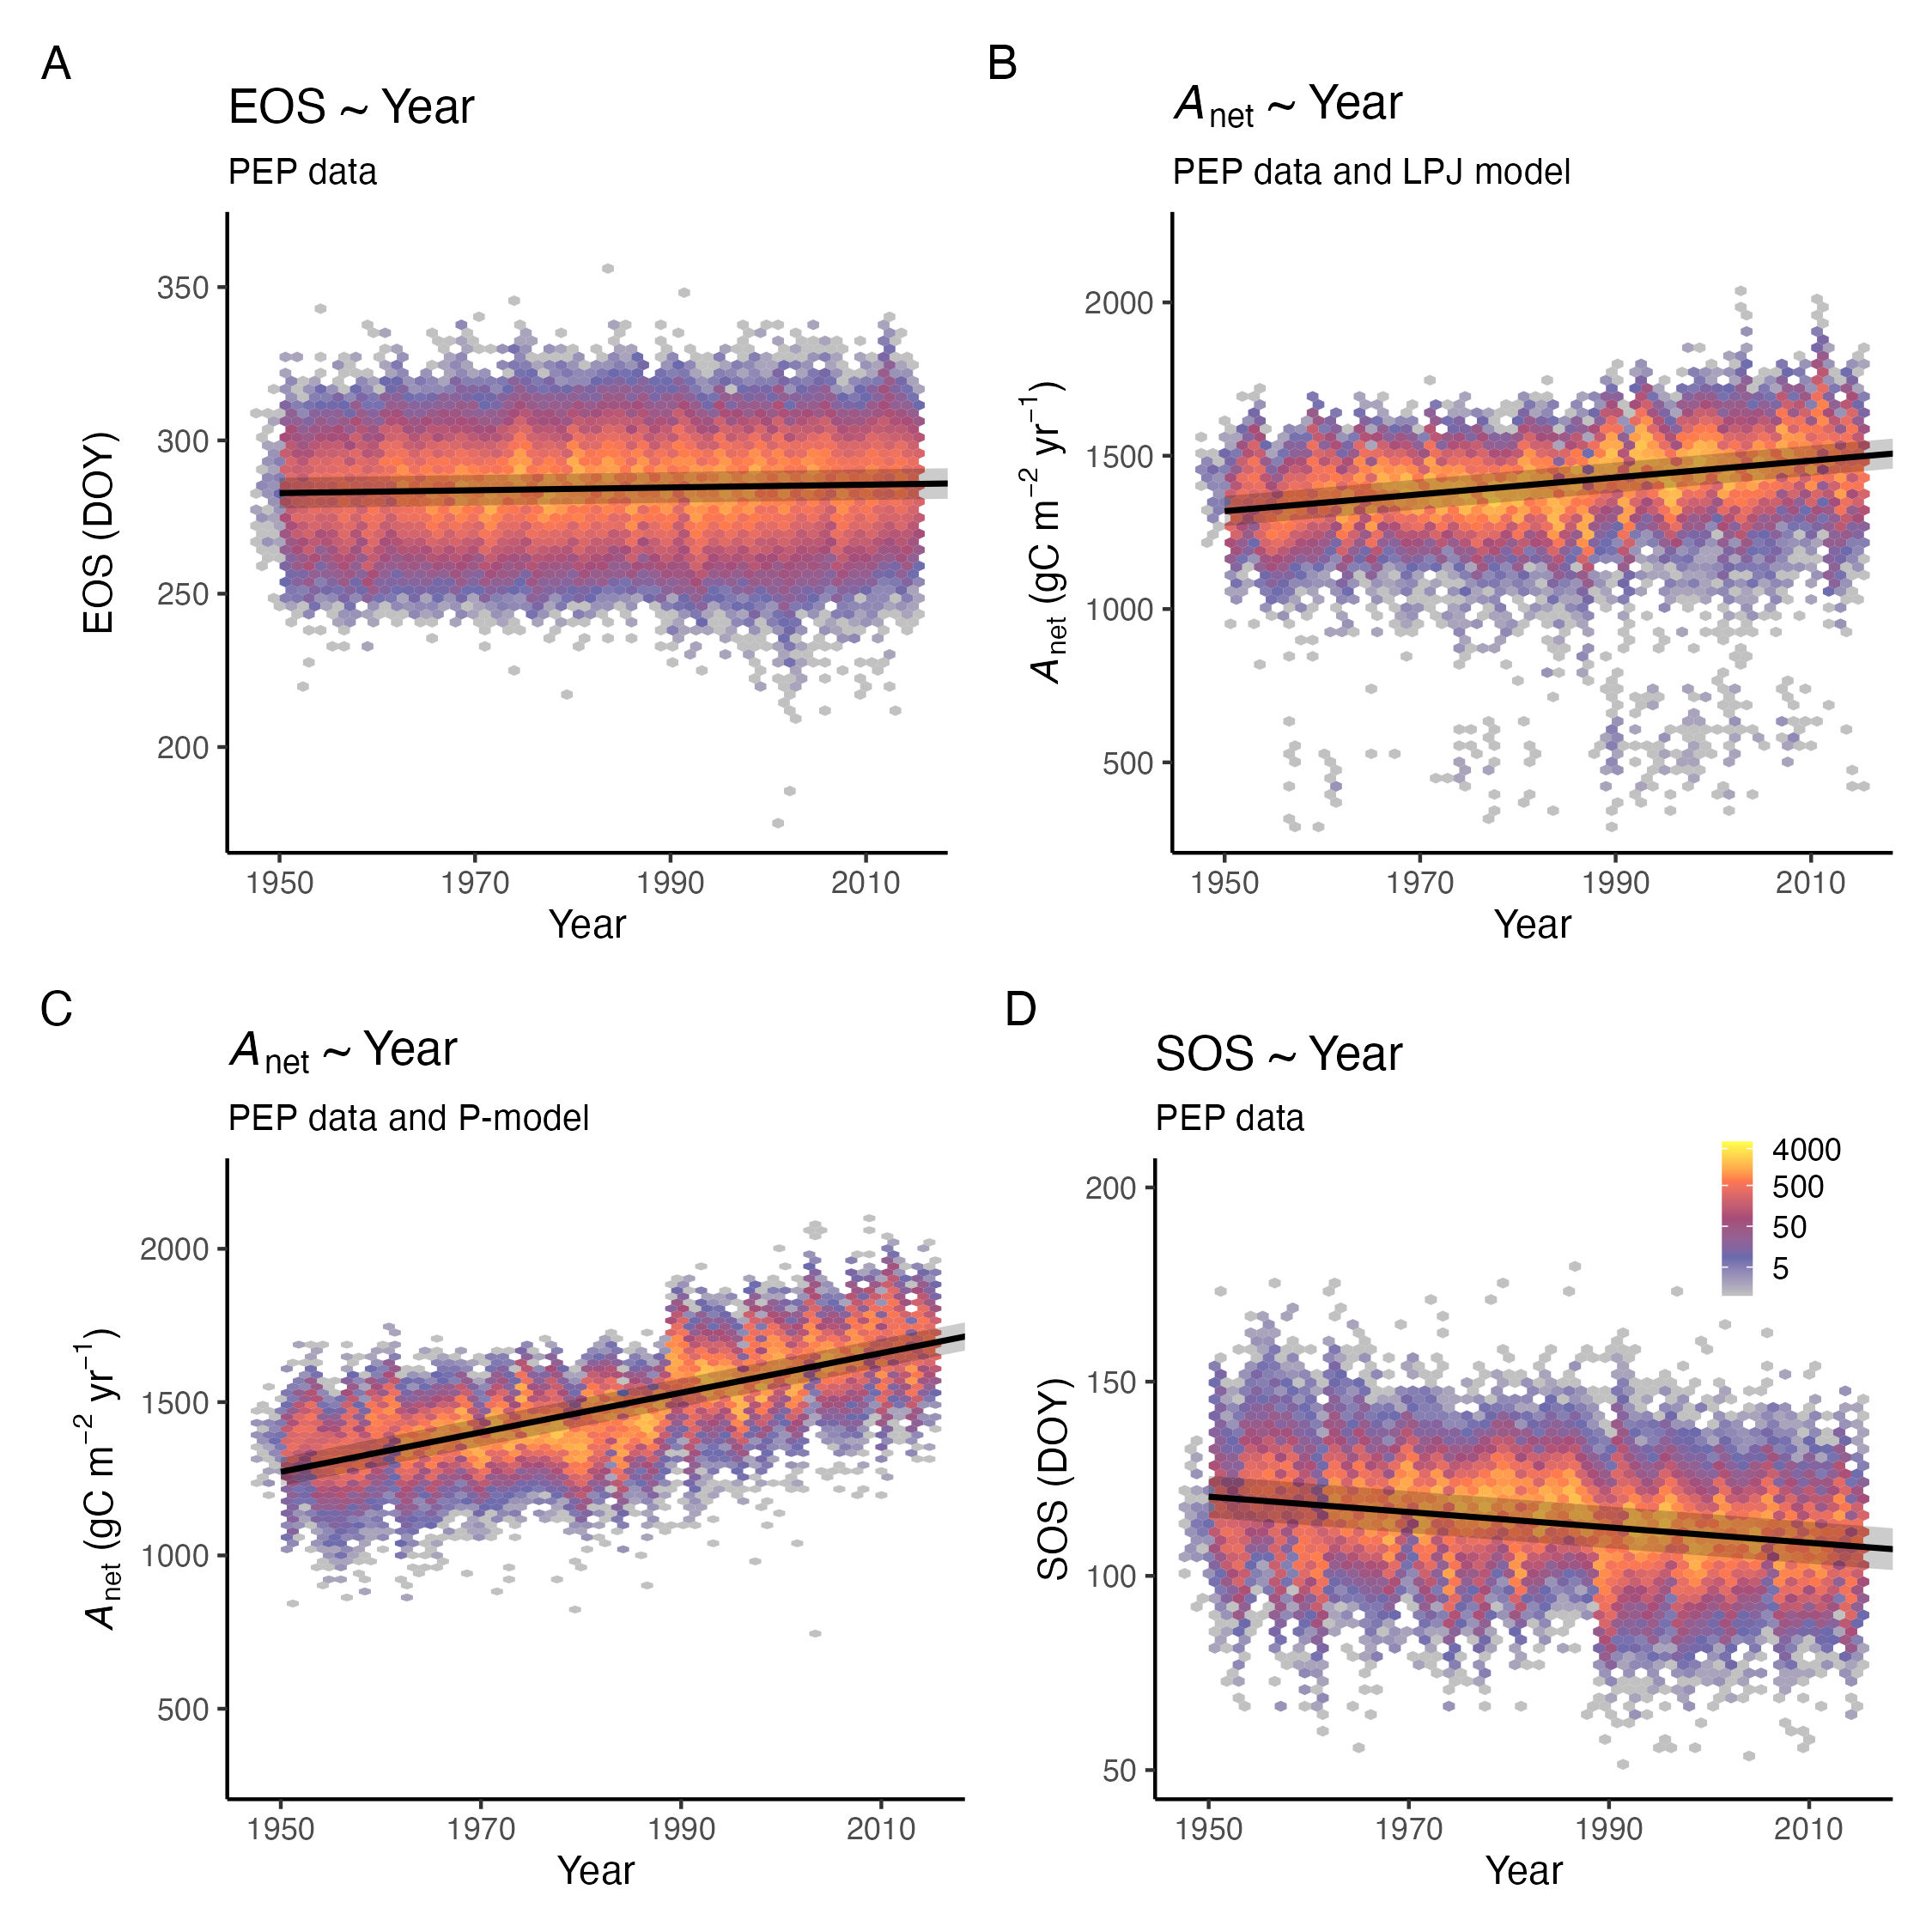 A
EOS ~ Year
PEP data
EOS (DOY)
350
300
250
200
1950 1970 1990 2010
Year
B
Anet ~ Year
PEP data and LPJ model
Anet (gC m−2 yr−1)
2000
1500
1000
500
1950 1970 1990 2010
Year
C
Anet ~ Year
PEP data and P-model
Anet (gC m−2 yr−1)
2000
1500
1000
500
1950 1970 1990 2010
Year
D
SOS ~ Year
PEP data
SOS (DOY)
200
150
100
50
4000
500
50
5
1950 1970 1990 2010
Year